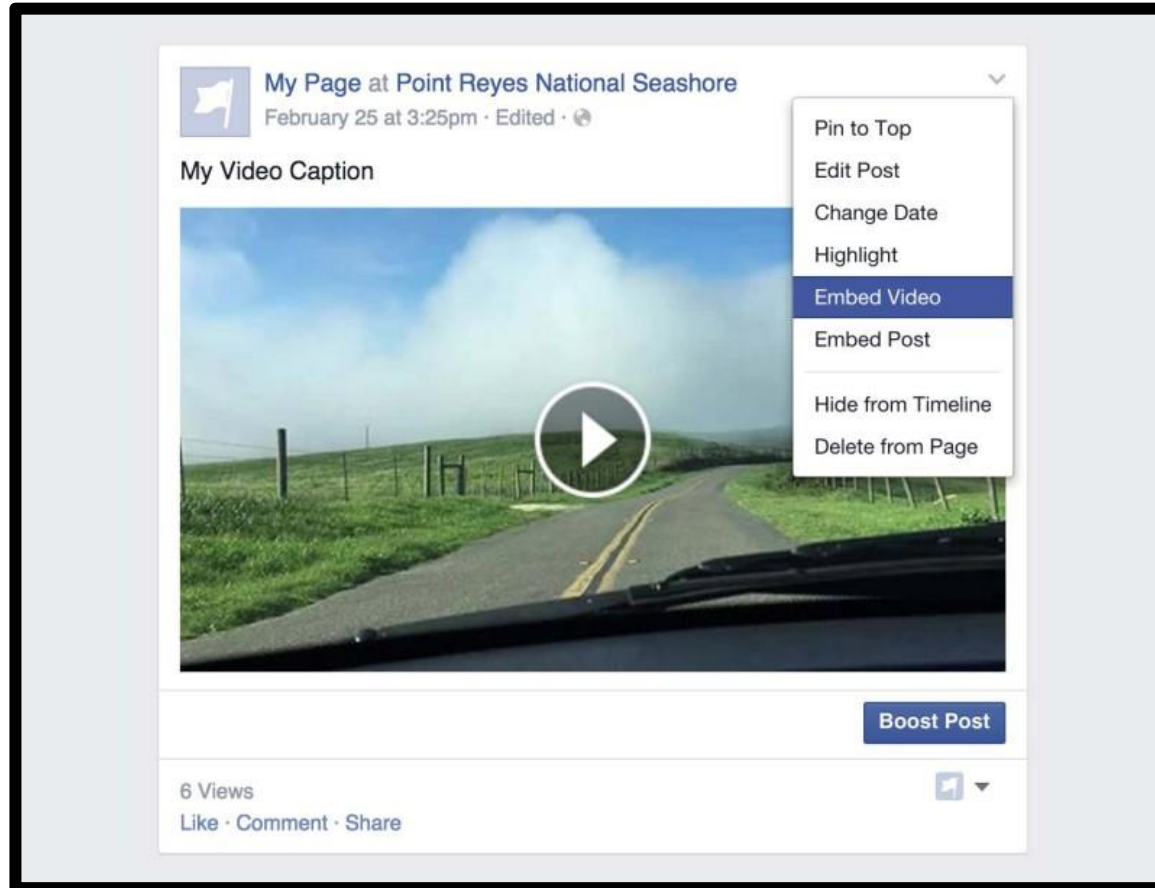 My Page at Point Reyes National Seashore
February 25 at 3:25pm · Edited ·
My Video Caption
Pin to Top
Edit Post
Change Date
Highlight
Embed Video
Embed Post
Hide from Timeline
Delete from Page
Boost Post
6 Views
Like · Comment · Share